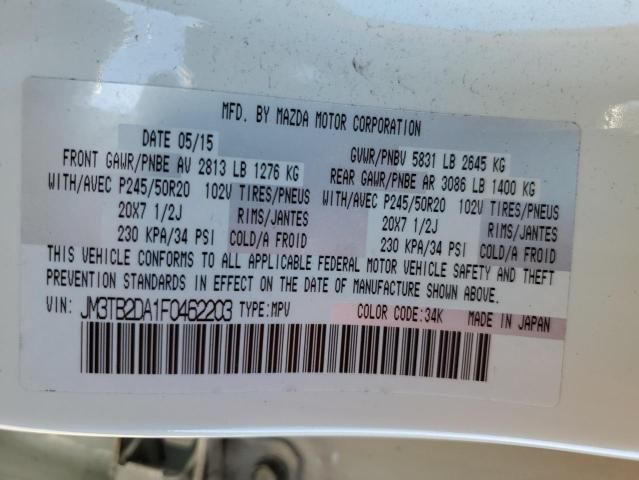 MFD. BY MAZDA MOTOR CORPORATION
DATE 05/15 GVWR/PNBV 5831 LB 2645 KG
FRONT GAWR/PNBE AV 2813 LB 1276 KG REAR GAWR/PNBE AR 3086 LB 1400 KG
WITH/AVEC P245/50R20 102V TIRES/PNEUS WITH/AVEC P245/50R20 102V TIRES/PNEUS
20X7 1/2J RIMS/JANTES 20X7 1/2J RIMS/JANTES
230 KPA/34 PSI COLD/A FROID 230 KPA/34 PSI COLD/A FROID
THIS VEHICLE CONFORMS TO ALL APPLICABLE FEDERAL MOTOR VEHICLE SAFETY AND THEFT
PREVENTION STANDARDS IN EFFECT ON THE DATE OF MANUFACTURE SHOWN ABOVE.
VIN: JM3TB2DA1F0462203 TYPE:MPV COLOR CODE:34K MADE IN JAPAN